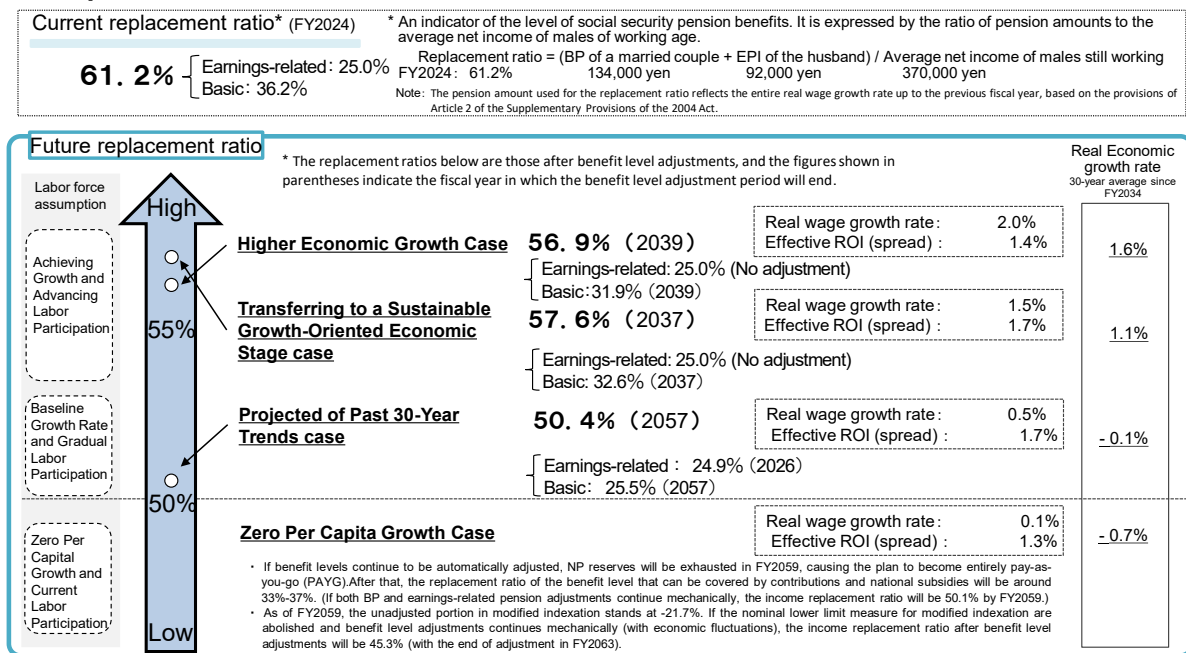 Current replacement ratio* (FY2024)
61. 2%
Earnings-related: 25.0%
Basic: 36.2%
* An indicator of the level of social security pension benefits. It is expressed by the ratio of pension amounts to the
average net income of males of working age.
Replacement ratio = (BP of a married couple + EPI of the husband) / Average net income of males still working
FY2024: 61.2% 134,000 yen 92,000 yen 370,000 yen
Note: The pension amount used for the replacement ratio reflects the entire real wage growth rate up to the previous fiscal year, based on the provisions of
Article 2 of the Supplementary Provisions of the 2004 Act.
Future replacement ratio
* The replacement ratios below are those after benefit level adjustments, and the figures shown in
parentheses indicate the fiscal year in which the benefit level adjustment period will end.
Real Economic
growth rate
30-year average since
FY2034
Labor force
assumption
High
Achieving
Growth and
Advancing
Labor
Participation
55%
Higher Economic Growth Case
56. 9% (2039)
Earnings-related: 25.0% (No adjustment)
Basic:31.9% (2039)
Real wage growth rate: 2.0%
Effective ROI (spread) : 1.4%
1.6%
Transferring to a Sustainable
Growth-Oriented Economic
Stage case
57. 6% (2037)
Earnings-related: 25.0% (No adjustment)
Basic: 32.6% (2037)
Real wage growth rate: 1.5%
Effective ROI (spread) : 1.7%
1.1%
Baseline
Growth Rate
and Gradual
Labor
Participation
Projected of Past 30-Year
Trends case
50. 4% (2057)
Earnings-related : 24.9% (2026)
Basic: 25.5% (2057)
Real wage growth rate: 0.5%
Effective ROI (spread) : 1.7%
- 0.1%
50%
Zero Per
Capital
Growth and
Current
Labor
Participation
Low
Zero Per Capita Growth Case
Real wage growth rate: 0.1%
Effective ROI (spread) : 1.3%
- 0.7%
・ If benefit levels continue to be automatically adjusted, NP reserves will be exhausted in FY2059, causing the plan to become entirely pay-as-
you-go (PAYG).After that, the replacement ratio of the benefit level that can be covered by contributions and national subsidies will be around
33%-37%. (If both BP and earnings-related pension adjustments continue mechanically, the income replacement ratio will be 50.1% by FY2059.)
・ As of FY2059, the unadjusted portion in modified indexation stands at -21.7%. If the nominal lower limit measure for modified indexation are
abolished and benefit level adjustments continues mechanically (with economic fluctuations), the income replacement ratio after benefit level
adjustments will be 45.3% (with the end of adjustment in FY2063).